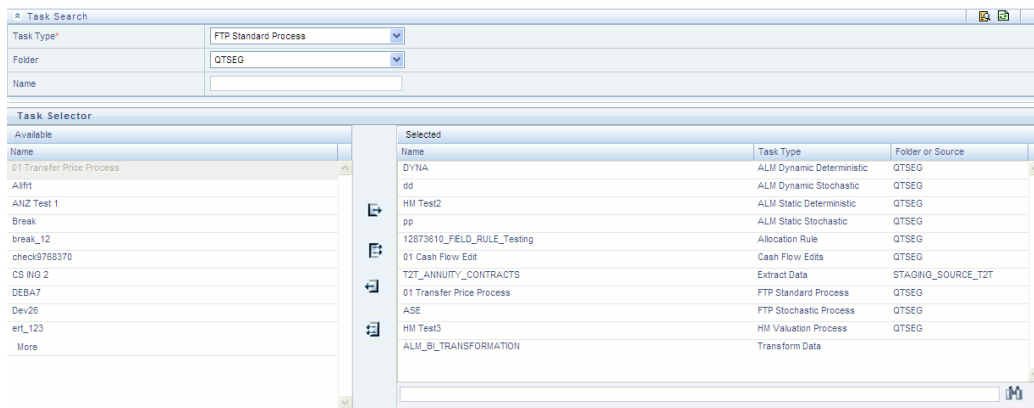 Task Search
Task Type* FTP Standard Process
Folder QTSEG
Name
Task Selector
Available
Name
01 Transfer Price Process
Alifrt
ANZ Test 1
Break
break_12
check9768370
CS ING 2
DEBA7
Dev26
ert_123
More
Selected
Name Task Type Folder or Source
DYNA ALM Dynamic Deterministic QTSEG
dd ALM Dynamic Stochastic QTSEG
HM Test2 ALM Static Deterministic QTSEG
pp ALM Static Stochastic QTSEG
12873610_FIELD_RULE_Testing Allocation Rule QTSEG
01 Cash Flow Edit Cash Flow Edits QTSEG
T2T_ANNUITY_CONTRACTS Extract Data STAGING_SOURCE_T2T
01 Transfer Price Process FTP Standard Process QTSEG
ASE FTP Stochastic Process QTSEG
HM Test3 HM Valuation Process QTSEG
ALM_BI_TRANSFORMATION Transform Data